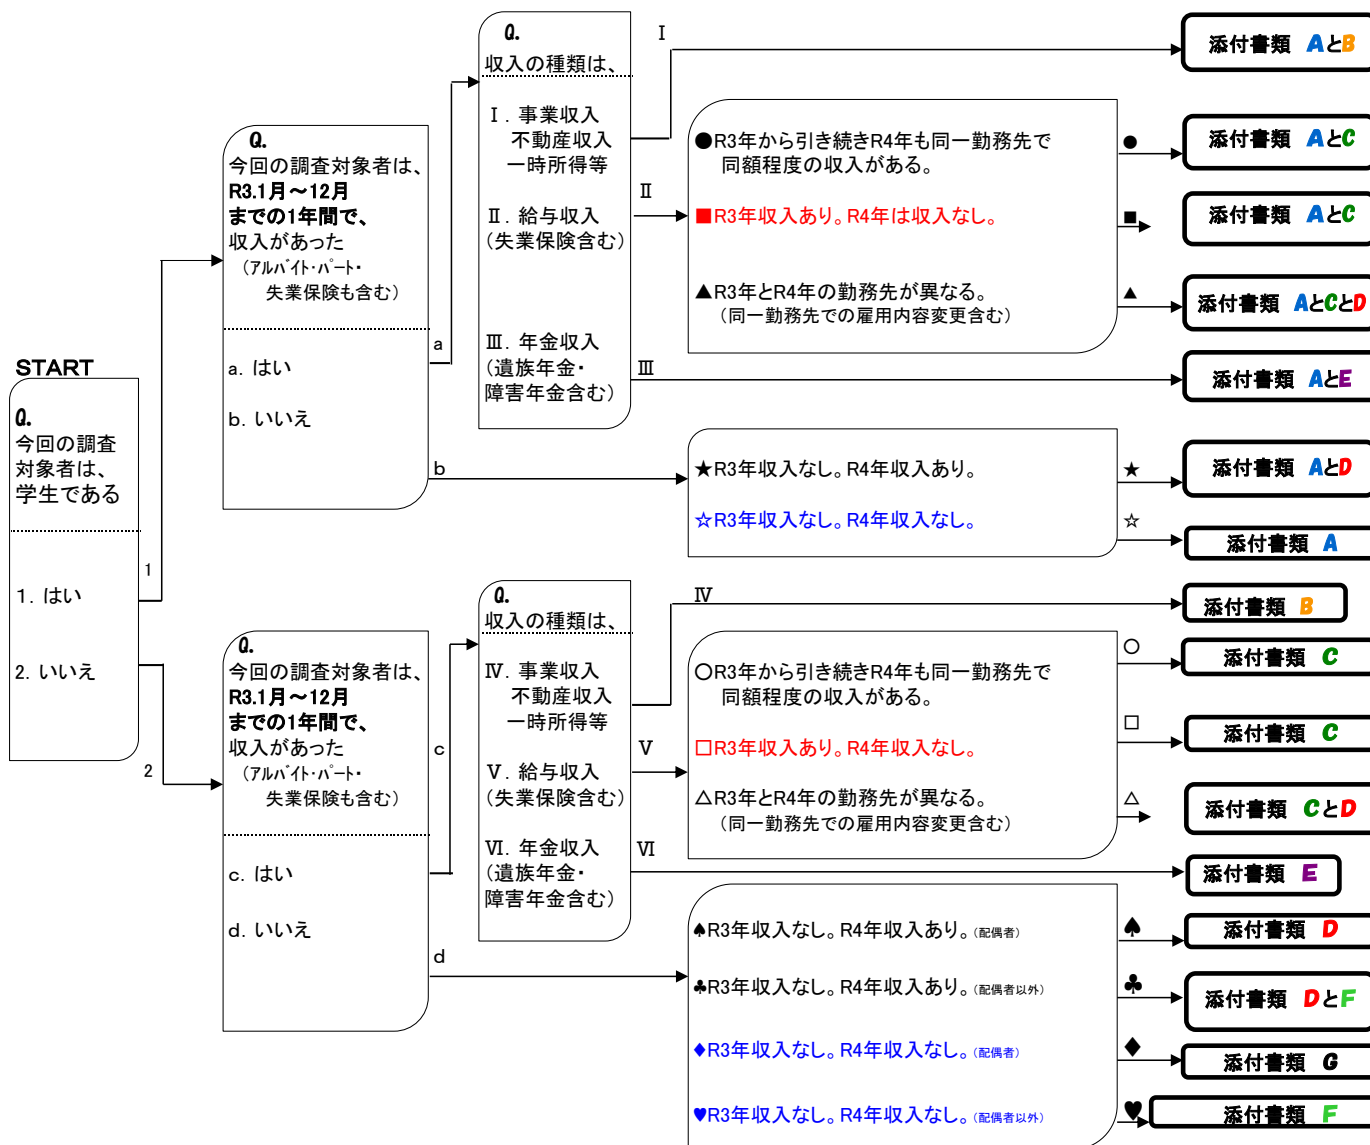 START
Q.
今回の調査
対象者は、
学生である
1. はい
2. いいえ
1
2
Q.
今回の調査対象者は、
R3.1月～12月
までの1年間で、
収入があった
（アルバイト・パート・
失業保険も含む）
a. はい
b. いいえ
a
b
Q.
収入の種類は、
Ⅰ. 事業収入
不動産収入
一時所得等
Ⅱ. 給与収入
（失業保険含む）
Ⅲ. 年金収入
（遺族年金・
障害年金含む）
Ⅰ
Ⅱ
Ⅲ
●R3年から引き続きR4年も同一勤務先で
同額程度の収入がある。
■R3年収入あり。R4年は収入なし。
▲R3年とR4年の勤務先が異なる。
（同一勤務先での雇用内容変更含む）
●
■
▲
添付書類 AとB
添付書類 AとC
添付書類 AとC
添付書類 AとCとD
添付書類 AとE
★R3年収入なし。R4年収入あり。
☆R3年収入なし。R4年収入なし。
★
☆
添付書類 AとD
添付書類 A
Q.
今回の調査対象者は、
R3.1月～12月
までの1年間で、
収入があった
（アルバイト・パート・
失業保険も含む）
c. はい
d. いいえ
c
d
Q.
収入の種類は、
Ⅳ. 事業収入
不動産収入
一時所得等
Ⅴ. 給与収入
（失業保険含む）
Ⅵ. 年金収入
（遺族年金・
障害年金含む）
Ⅳ
Ⅴ
Ⅵ
○R3年から引き続きR4年も同一勤務先で
同額程度の収入がある。
□R3年収入あり。R4年収入なし。
△R3年とR4年の勤務先が異なる。
（同一勤務先での雇用内容変更含む）
○
□
△
添付書類 B
添付書類 C
添付書類 C
添付書類 CとD
添付書類 E
♠R3年収入なし。R4年収入あり。（配偶者）
♣R3年収入なし。R4年収入あり。（配偶者以外）
♦R3年収入なし。R4年収入なし。（配偶者）
♥R3年収入なし。R4年収入なし。（配偶者以外）
♠
♣
♦
♥
添付書類 D
添付書類 DとF
添付書類 G
添付書類 F